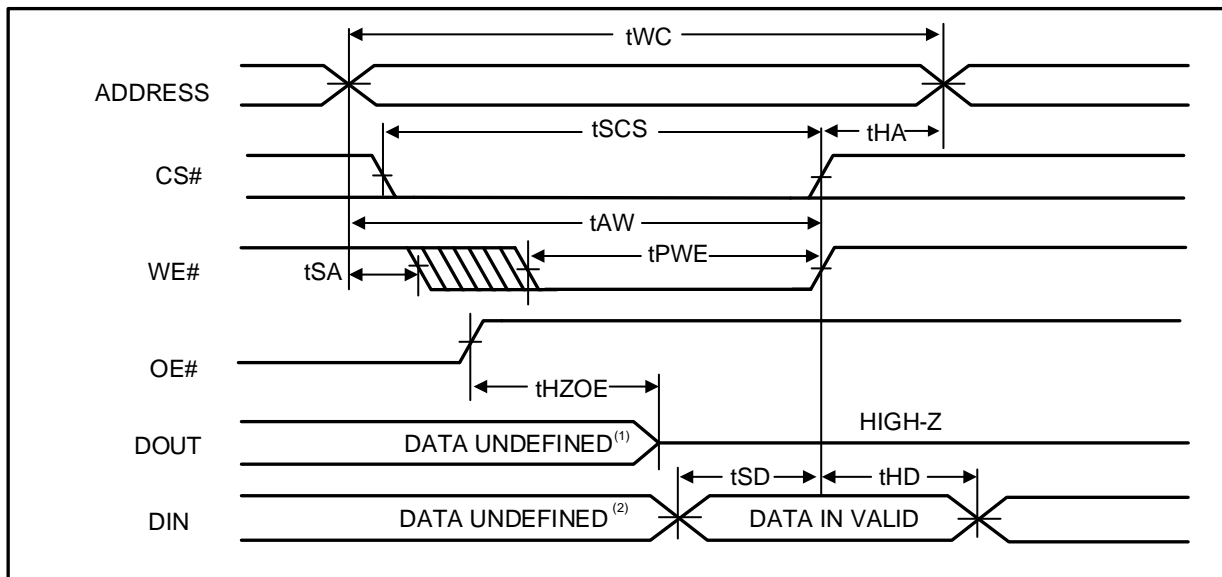 tWC
ADDRESS
tSCS
tHA
CS#
tAW
WE#
tSA
tPWE
OE#
tHZOE
DOUT
DATA UNDEFINED(1)
HIGH-Z
tSD
tHD
DIN
DATA UNDEFINED(2)
DATA IN VALID